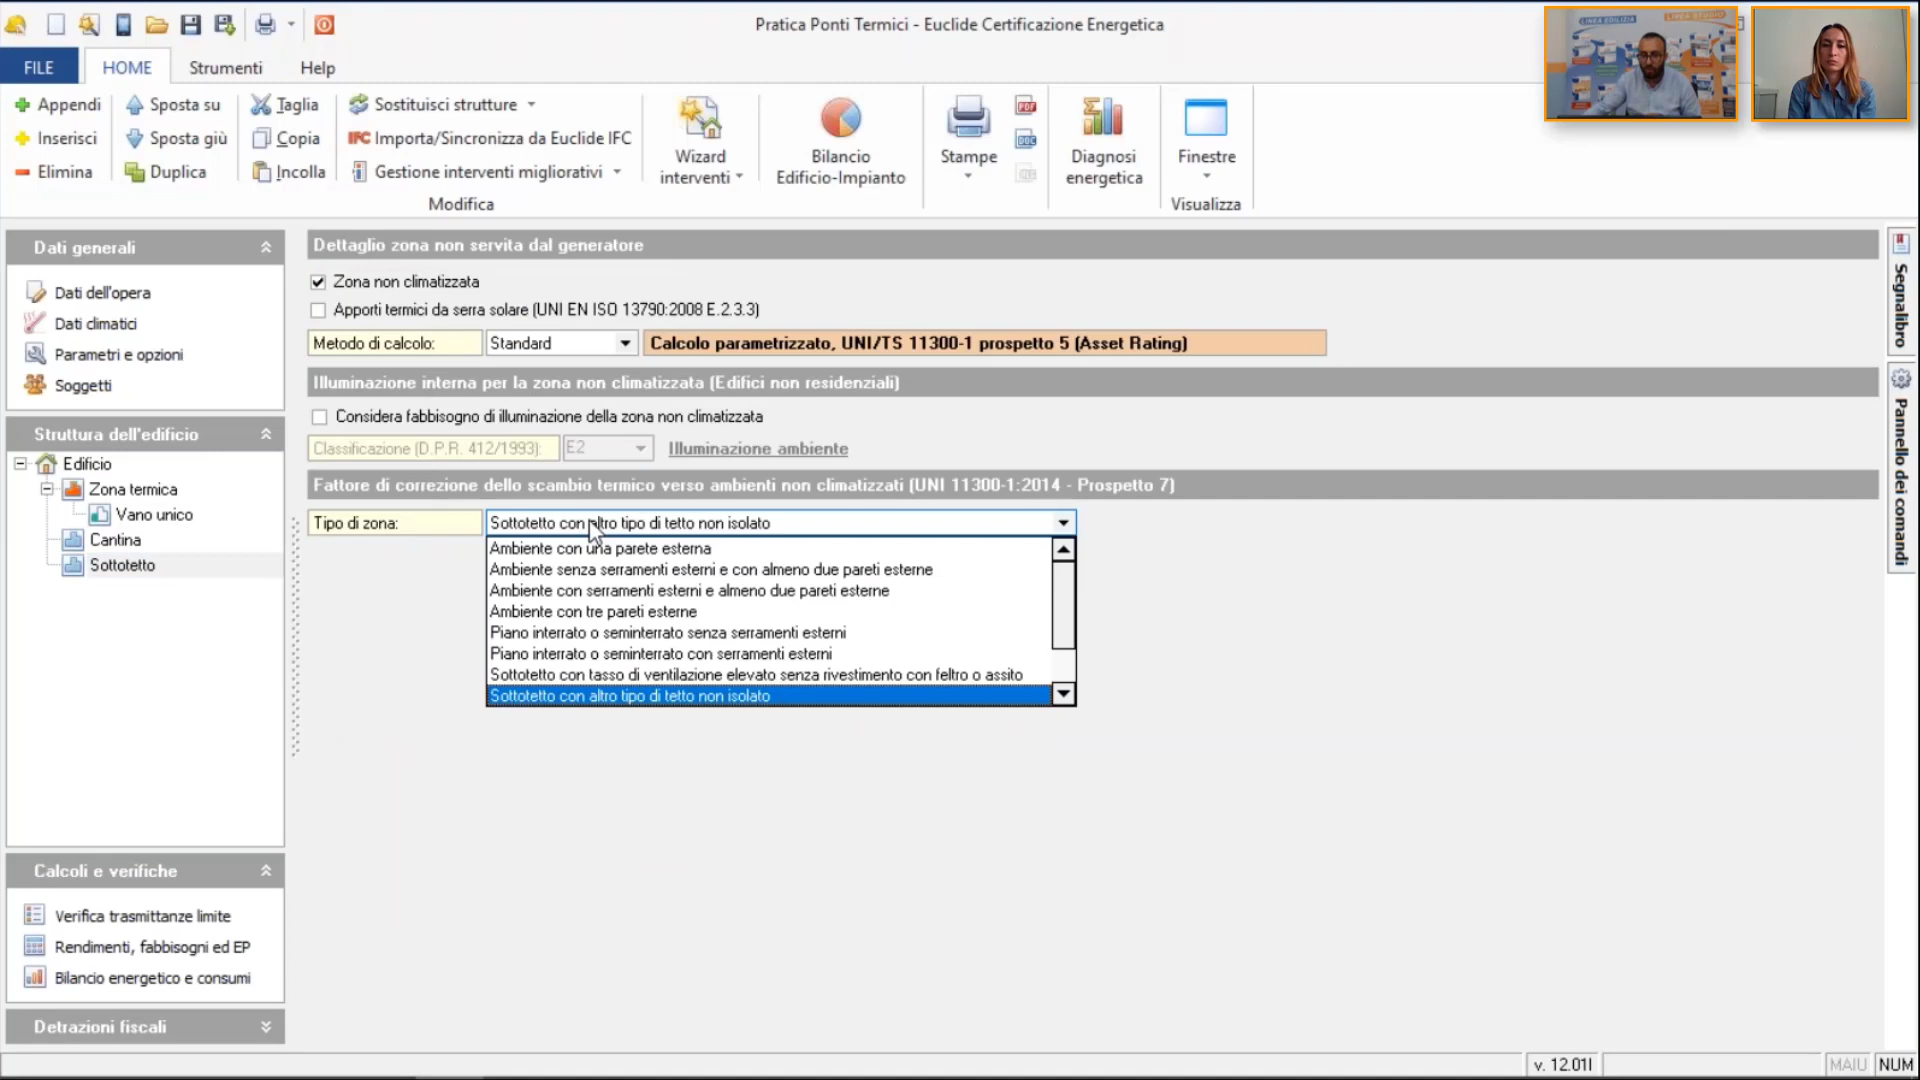 Pratica Ponti Termici - Euclide Certificazione Energetica
LINEA EDILIZIA
LINEA STUDIO
FILE
HOME
Strumenti
Help
Appendi
Inserisci
Elimina
Sposta su
Sposta giù
Duplica
Taglia
Copia
Incolla
Sostituisci strutture
IFC Importa/Sincronizza da Euclide IFC
Gestione interventi migliorativi
Modifica
Wizard
interventi
Bilancio
Edificio-Impianto
Stampe
PDF
DOC
Diagnosi
energetica
Finestre
Visualizza
Dati generali
Dati dell'opera
Dati climatici
Parametri e opzioni
Soggetti
Struttura dell'edificio
Edificio
Zona termica
Vano unico
Cantina
Sottotetto
Calcoli e verifiche
Verifica trasmittanze limite
Rendimenti, fabbisogni ed EP
Bilancio energetico e consumi
Detrazioni fiscali
Dettaglio zona non servita dal generatore
Zona non climatizzata
Apporti termici da serra solare (UNI EN ISO 13790:2008 E.2.3.3)
Metodo di calcolo:
Standard
Calcolo parametrizzato, UNI/TS 11300-1 prospetto 5 (Asset Rating)
Illuminazione interna per la zona non climatizzata (Edifici non residenziali)
Considera fabbisogno di illuminazione della zona non climatizzata
Classificazione (D.P.R. 412/1993):
E2
Illuminazione ambiente
Fattore di correzione dello scambio termico verso ambienti non climatizzati (UNI 11300-1:2014 - Prospetto 7)
Tipo di zona:
Sottotetto con altro tipo di tetto non isolato
Ambiente con una parete esterna
Ambiente senza serramenti esterni e con almeno due pareti esterne
Ambiente con serramenti esterni e almeno due pareti esterne
Ambiente con tre pareti esterne
Piano interrato o seminterrato senza serramenti esterni
Piano interrato o seminterrato con serramenti esterni
Sottotetto con tasso di ventilazione elevato senza rivestimento con feltro o assito
Sottotetto con altro tipo di tetto non isolato
Segnalibro
Pannello dei comandi
v. 12.01l
MAIU
NUM